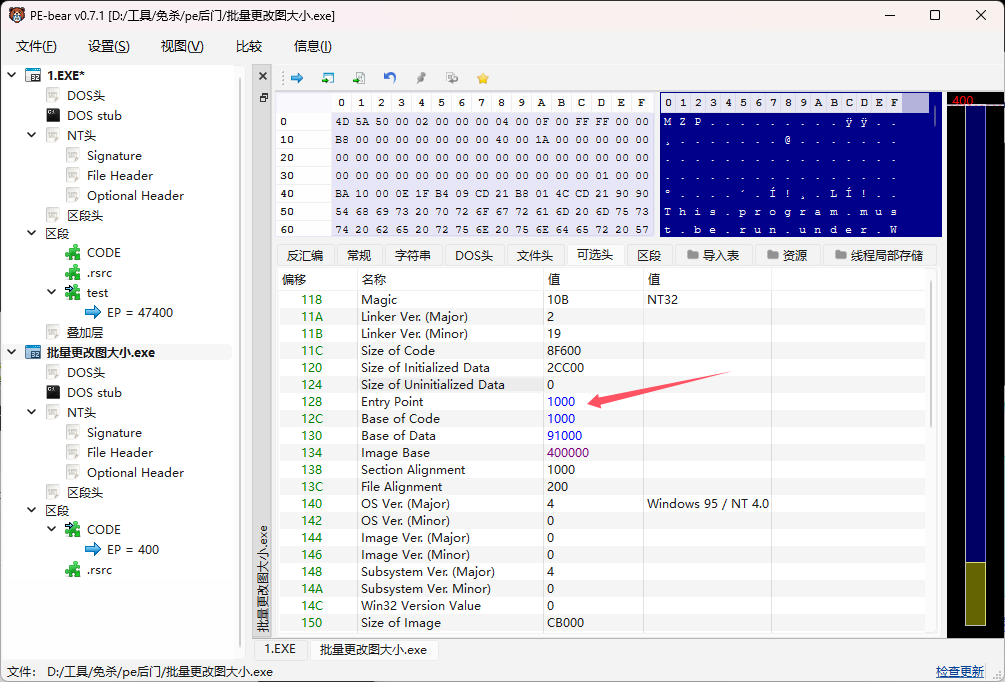 PE-bear v0.7.1 [D:/工具/免杀/pe后门/批量更改图大小.exe]
文件(F) 设置(S) 视图(V) 比较 信息(I)
1.EXE*
DOS头
DOS stub
NT头
Signature
File Header
Optional Header
区段头
区段
CODE
.rsrc
test
EP = 47400
叠加层
批量更改图大小.exe
DOS头
DOS stub
NT头
Signature
File Header
Optional Header
区段头
区段
CODE
EP = 400
.rsrc
批量更改图大小.exe
0 1 2 3 4 5 6 7 8 9 A B C D E F
0 4D 5A 50 00 02 00 00 00 04 00 0F 00 FF FF 00 00
10 B8 00 00 00 00 00 00 00 40 00 1A 00 00 00 00 00
20 00 00 00 00 00 00 00 00 00 00 00 00 00 00 00 00
30 00 00 00 00 00 00 00 00 00 00 00 00 00 01 00 00
40 BA 10 00 0E 1F B4 09 CD 21 B8 01 4C CD 21 90 90
50 54 68 69 73 20 70 72 6F 67 72 61 6D 20 6D 75 73
60 74 20 62 65 20 72 75 6E 20 75 6E 64 65 72 20 57
0 1 2 3 4 5 6 7 8 9 A B C D E F
M Z P . . . . . . . . . ÿ ÿ . .
¸ . . . . . . . @ . . . . . . .
. . . . . . . . . . . . . . . .
. . . . . . . . . . . . . . . .
º . . . . ´ . Í ! ¸ . L Í ! . .
T h i s . p r o g r a m . m u s
t . b e . r u n . u n d e r . W
400
反汇编 常规 字符串 DOS头 文件头 可选头 区段 导入表 资源 线程局部存储
偏移 名称 值 值
118 Magic 10B NT32
11A Linker Ver. (Major) 2
11B Linker Ver. (Minor) 19
11C Size of Code 8F600
120 Size of Initialized Data 2CC00
124 Size of Uninitialized Data 0
128 Entry Point 1000
12C Base of Code 1000
130 Base of Data 91000
134 Image Base 400000
138 Section Alignment 1000
13C File Alignment 200
140 OS Ver. (Major) 4 Windows 95 / NT 4.0
142 OS Ver. (Minor) 0
144 Image Ver. (Major) 0
146 Image Ver. (Minor) 0
148 Subsystem Ver. (Major) 4
14A Subsystem Ver. Minor) 0
14C Win32 Version Value 0
150 Size of Image CB000
1.EXE 批量更改图大小.exe
文件: D:/工具/免杀/pe后门/批量更改图大小.exe
检查更新